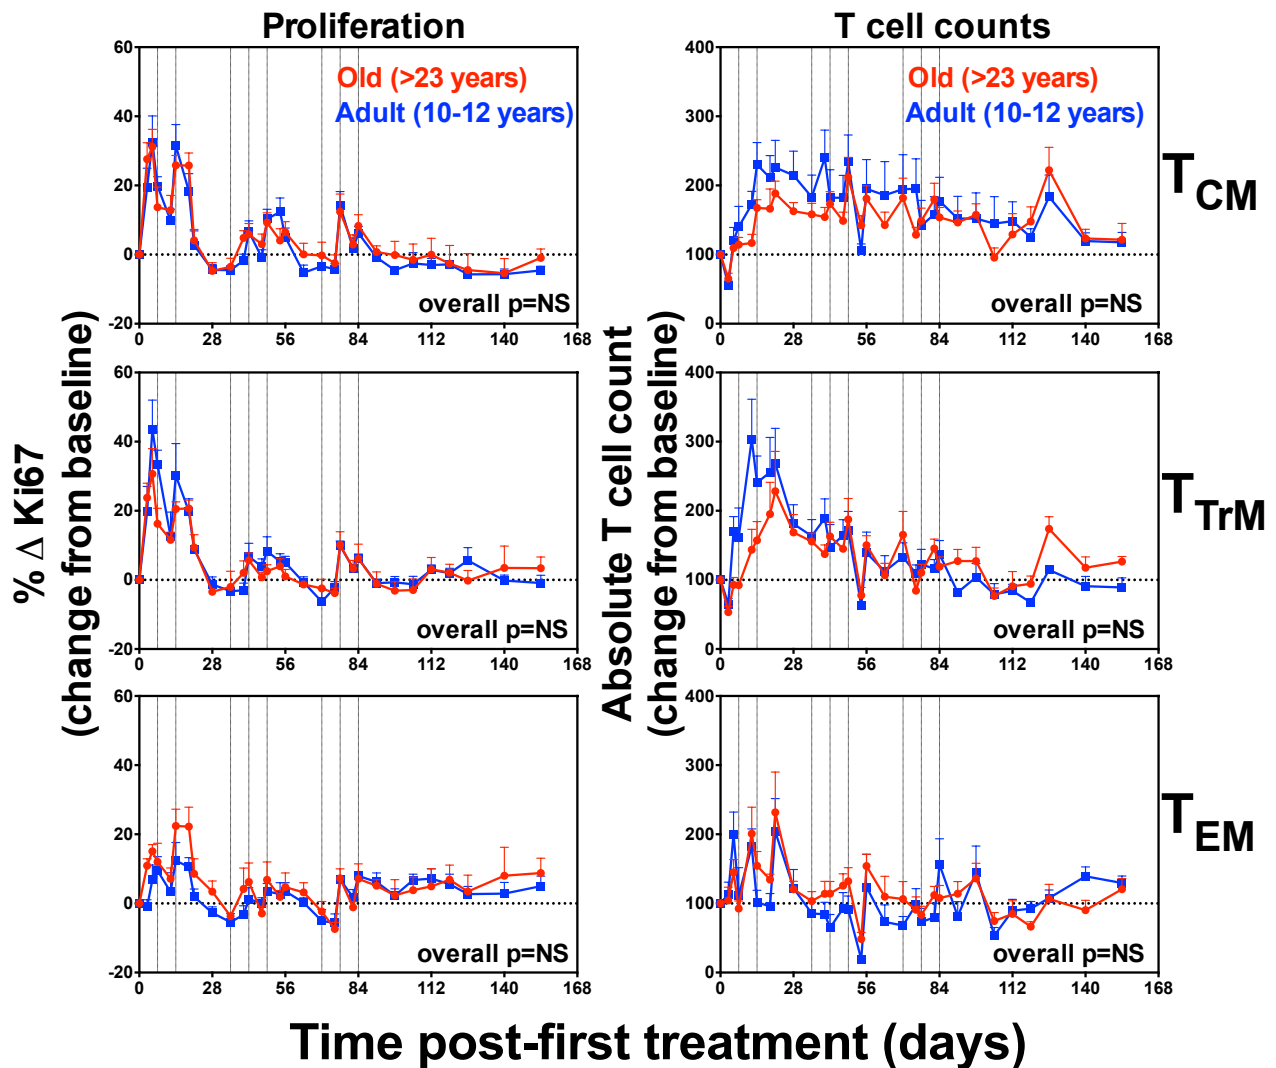 Proliferation
T cell counts
60
40
20
0
-20
0 28 56 84 112 140 168
Old (>23 years)
Adult (10-12 years)
overall p=NS
400
300
200
100
0
0 28 56 84 112 140 168
Old (>23 years)
Adult (10-12 years)
overall p=NS
TCM
60
40
20
0
-20
0 28 56 84 112 140 168
overall p=NS
400
300
200
100
0
0 28 56 84 112 140 168
overall p=NS
TTrM
60
40
20
0
-20
0 28 56 84 112 140 168
overall p=NS
400
300
200
100
0
0 28 56 84 112 140 168
overall p=NS
TEM
% Δ Ki67
(change from baseline)
Absolute T cell count
(change from baseline)
Time post-first treatment (days)